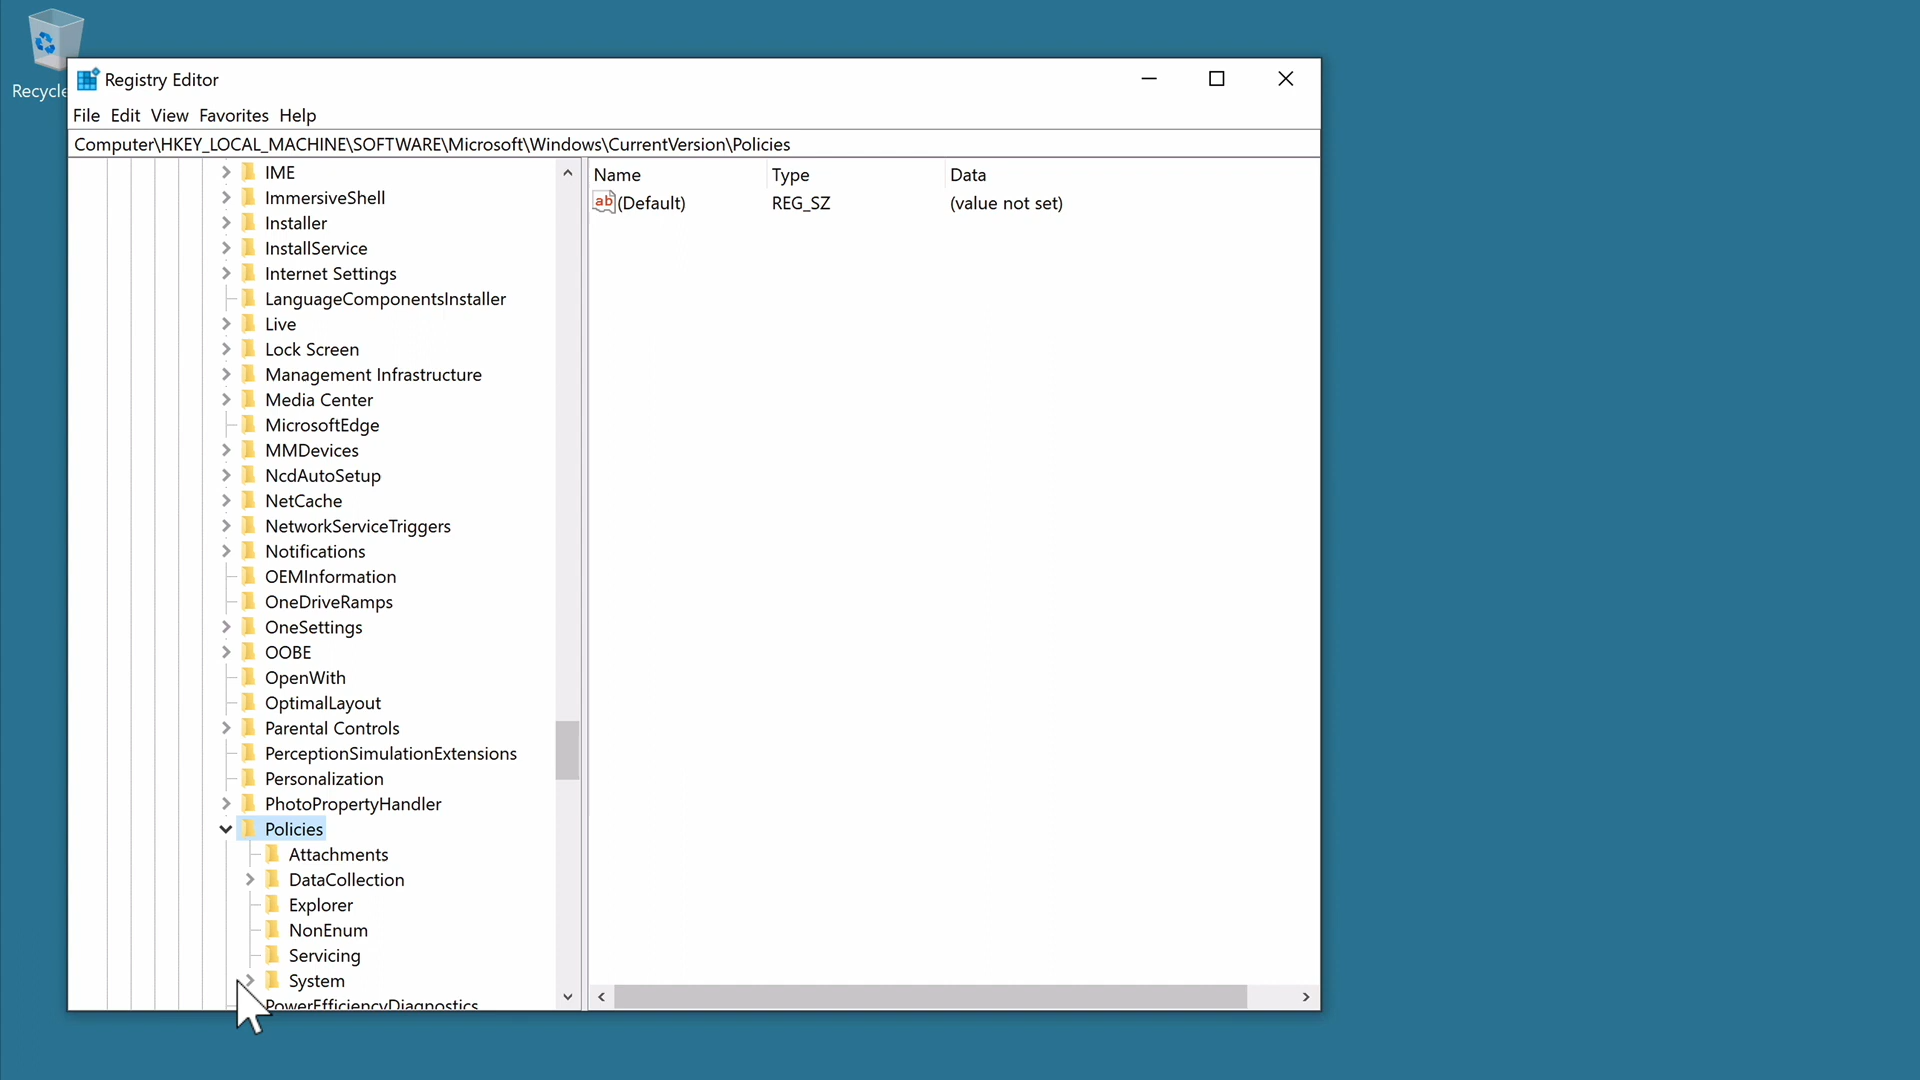 Recycle
Registry Editor
File Edit View Favorites Help
Computer\HKEY_LOCAL_MACHINE\SOFTWARE\Microsoft\Windows\CurrentVersion\Policies
Name Type Data
ab (Default) REG_SZ (value not set)
IME
ImmersiveShell
Installer
InstallService
Internet Settings
LanguageComponentsInstaller
Live
Lock Screen
Management Infrastructure
Media Center
MicrosoftEdge
MMDevices
NcdAutoSetup
NetCache
NetworkServiceTriggers
Notifications
OEMInformation
OneDriveRamps
OneSettings
OOBE
OpenWith
OptimalLayout
Parental Controls
PerceptionSimulationExtensions
Personalization
PhotoPropertyHandler
Policies
Attachments
DataCollection
Explorer
NonEnum
Servicing
System
PowerEfficiencyDiagnostics